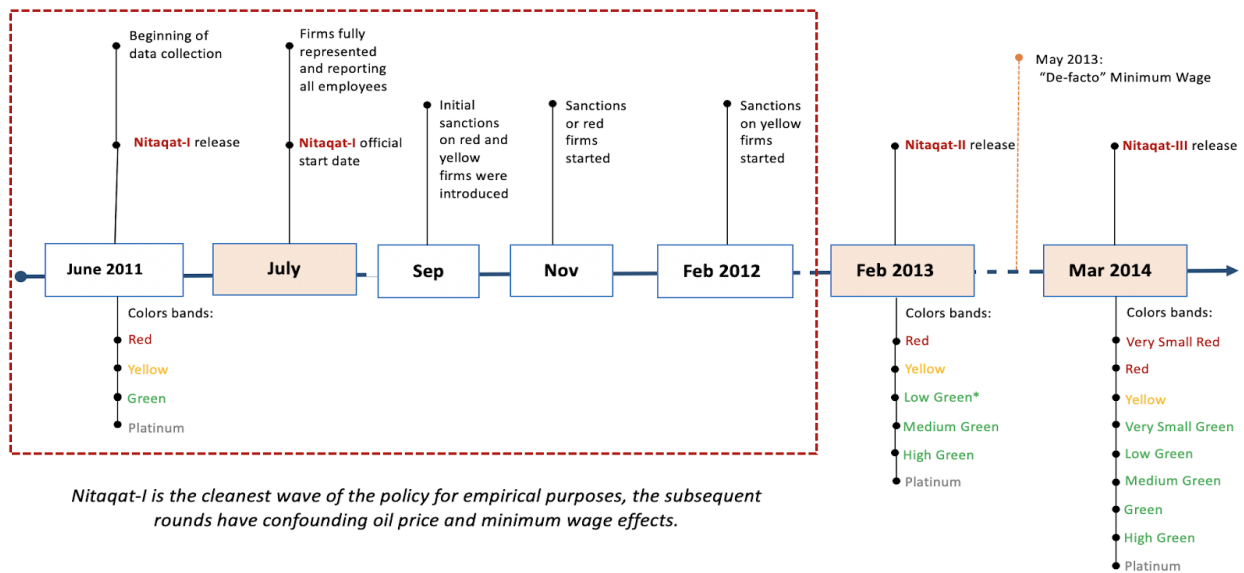 Beginning of
data collection
Nitaqat-I release
Firms fully
represented
and reporting
all employees
Nitaqat-I official
start date
Initial
sanctions
on red and
yellow
firms were
introduced
Sanctions
or red
firms
started
Sanctions
on yellow
firms
started
May 2013:
"De-facto" Minimum Wage
Nitaqat-II release
Nitaqat-III release
June 2011
July
Sep
Nov
Feb 2012
Feb 2013
Mar 2014
Colors bands:
Red
Yellow
Green
Platinum
Colors bands:
Red
Yellow
Low Green*
Medium Green
High Green
Platinum
Colors bands:
Very Small Red
Red
Yellow
Very Small Green
Low Green
Medium Green
Green
High Green
Platinum
Nitaqat-I is the cleanest wave of the policy for empirical purposes, the subsequent
rounds have confounding oil price and minimum wage effects.